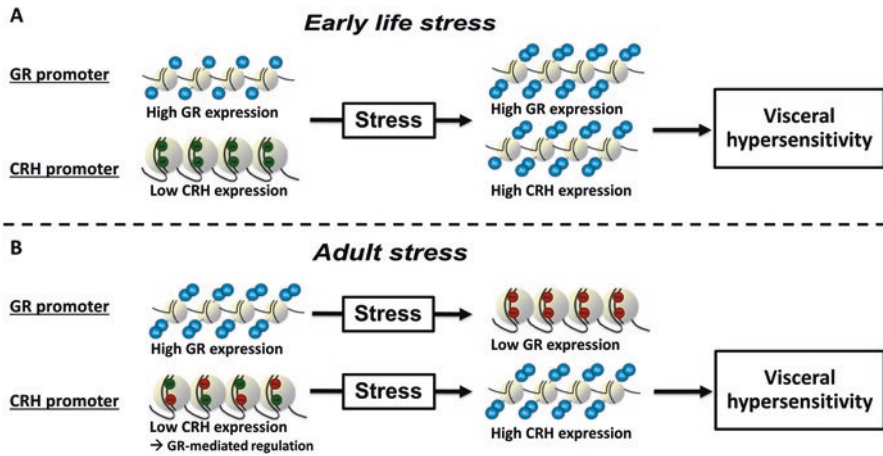 A
Early life stress
GR promoter
High GR expression
Stress
High GR expression
Visceral
hypersensitivity
CRH promoter
Low CRH expression
High CRH expression
B
Adult stress
GR promoter
High GR expression
Stress
Low GR expression
CRH promoter
Low CRH expression
→ GR-mediated regulation
Stress
High CRH expression
Visceral
hypersensitivity